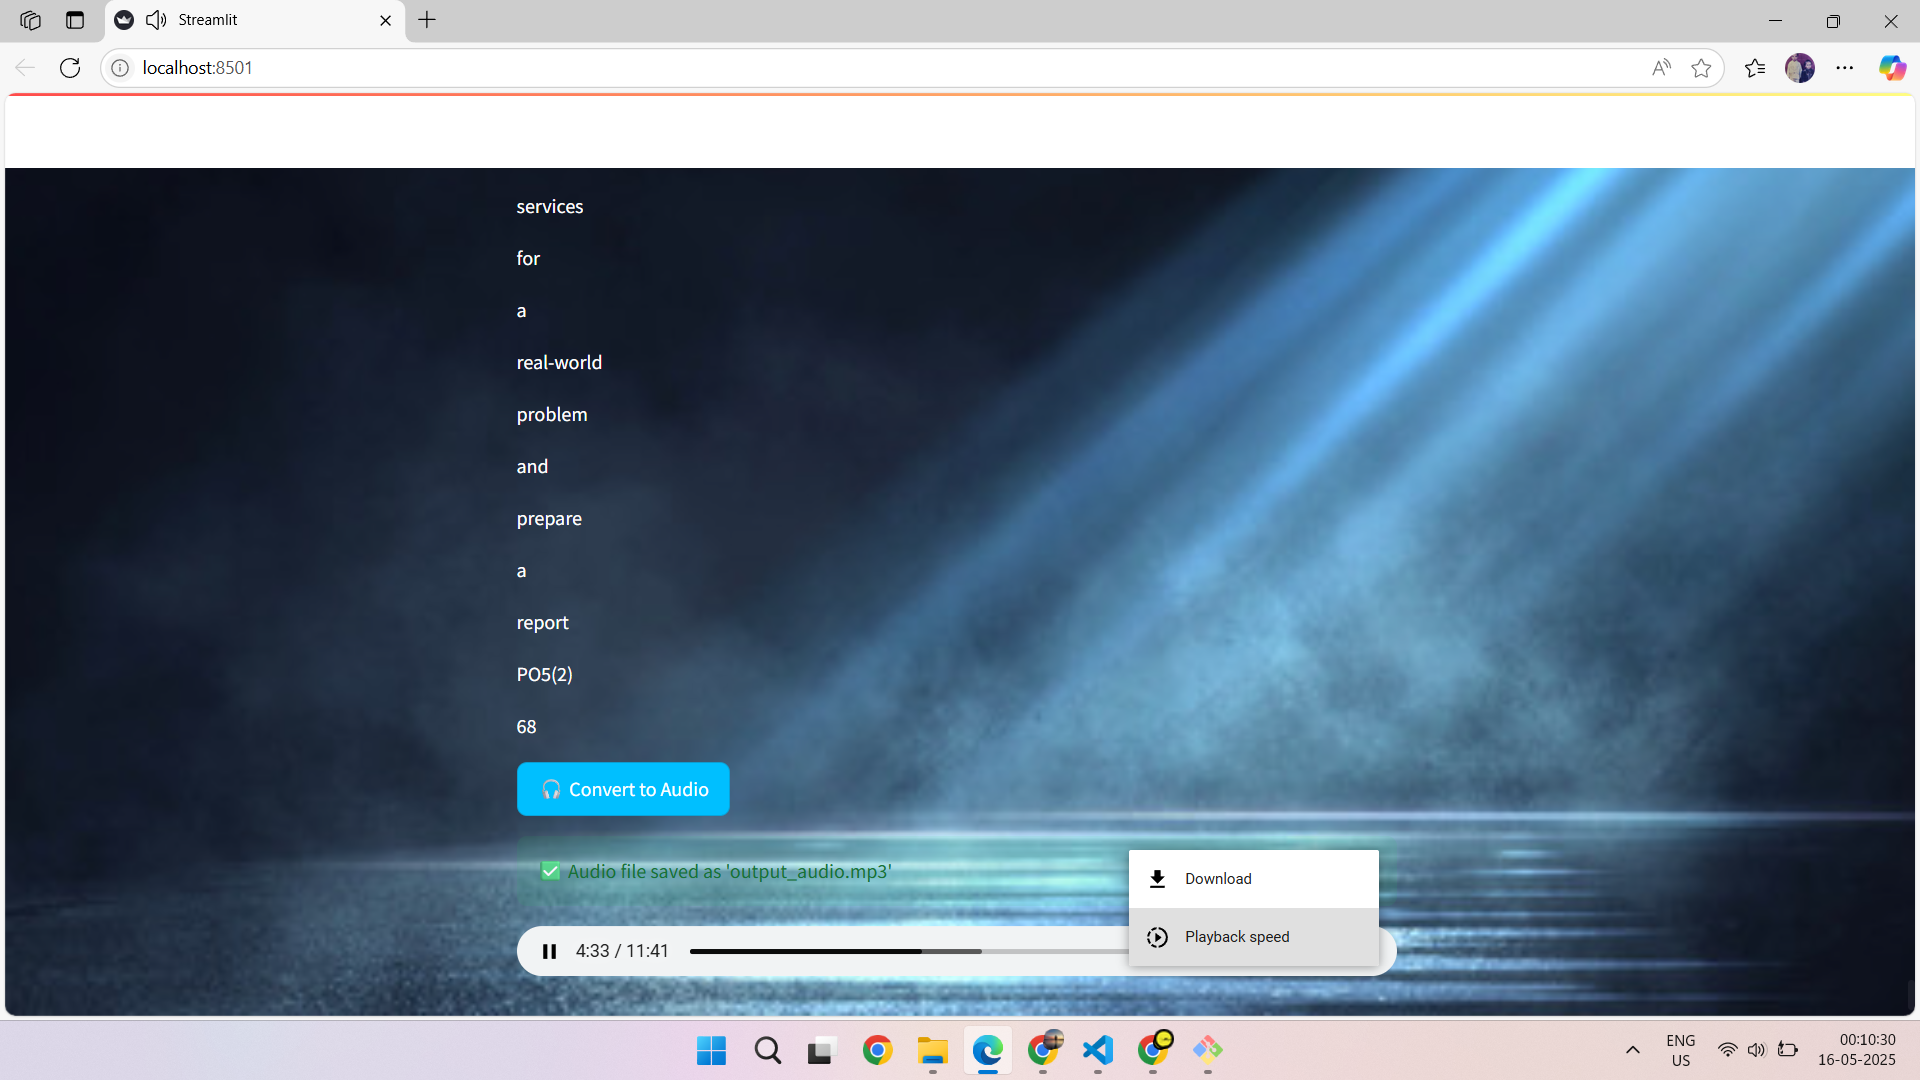 Streamlit
localhost:8501
services
for
a
real-world
problem
and
prepare
a
report
PO5(2)
68
Convert to Audio
Audio file saved as 'output_audio.mp3'
Download
Playback speed
4:33 / 11:41
ENG
US
00:10:30
16-05-2025